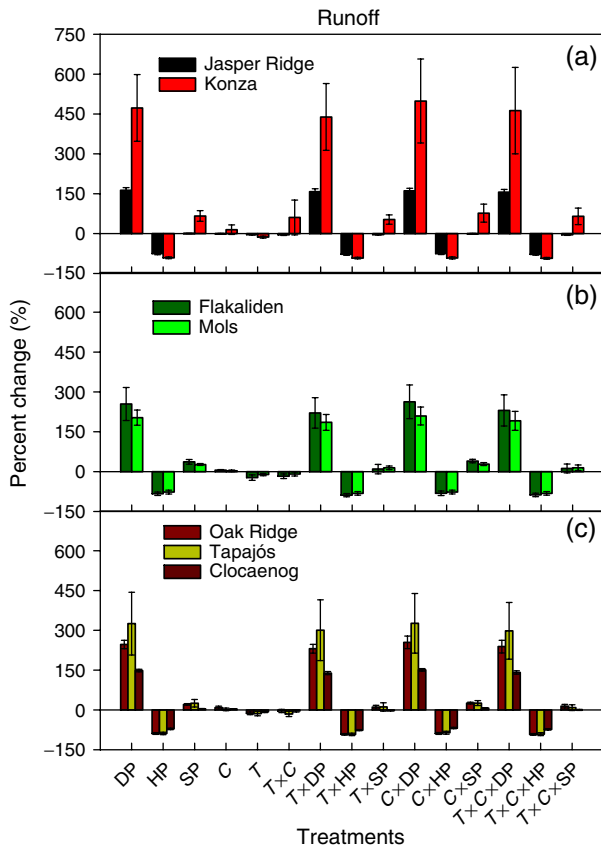 Runoff
750
600
450
300
150
0
−150
(a)
Jasper Ridge
Konza
600
450
300
150
0
−150
(b)
Flakaliden
Mols
600
450
300
150
0
−150
(c)
Oak Ridge
Tapajós
Clocaenog
Percent change (%)
DP
HP
SP
C
T
T×C
T×DP
T×HP
T×SP
C×DP
C×HP
C×SP
T×C×DP
T×C×HP
T×C×SP
Treatments